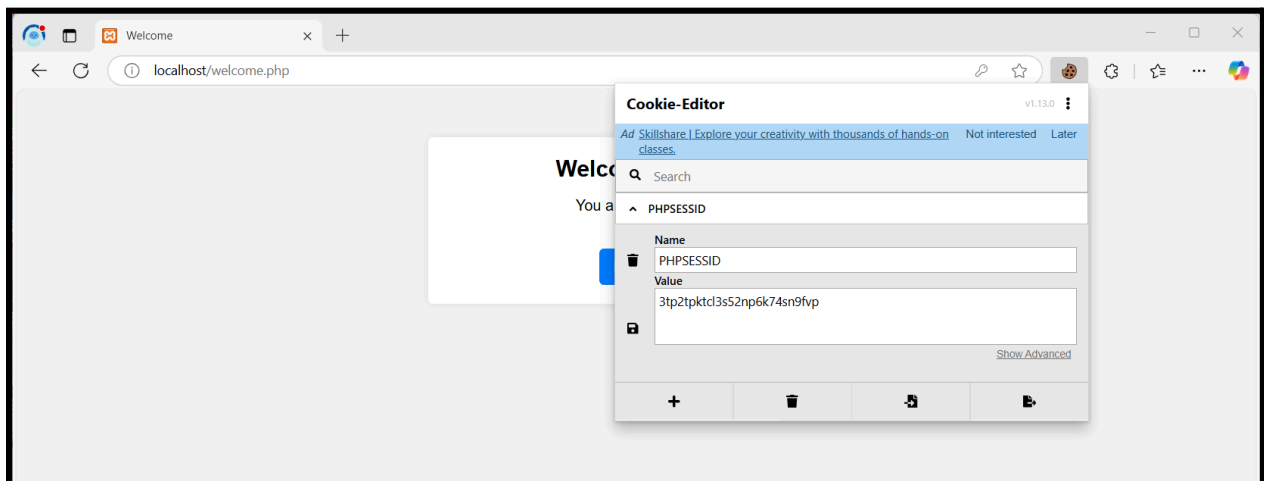 Welcome
localhost/welcome.php
Cookie-Editor
v1.13.0
Ad Skillshare | Explore your creativity with thousands of hands-on
classes.
Not interested Later
Search
Welc
You a
PHPSESSID
Name
PHPSESSID
Value
3tp2tpktcl3s52np6k74sn9fvp
Show Advanced